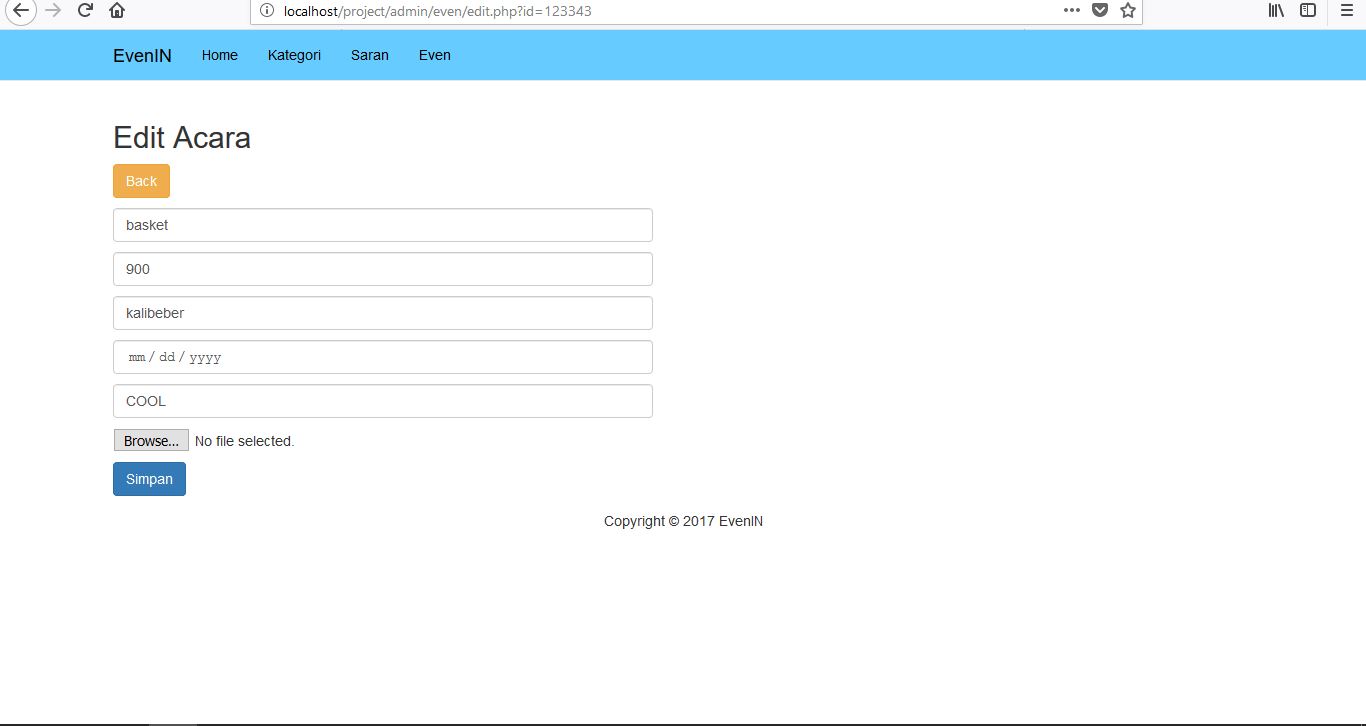 localhost/project/admin/even/edit.php?id=123343
EvenIN Home Kategori Saran Even
Edit Acara
Back
basket
900
kalibeber
mm / dd / yyyy
COOL
Browse... No file selected.
Simpan
Copyright © 2017 EvenIN